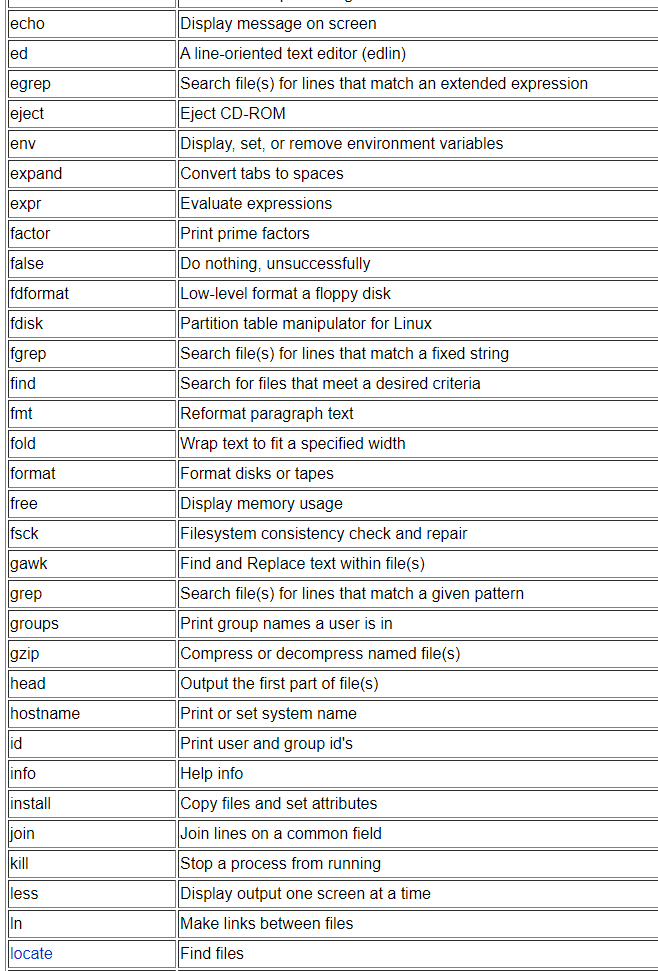 echo Display message on screen
ed A line-oriented text editor (edlin)
egrep Search file(s) for lines that match an extended expression
eject Eject CD-ROM
env Display, set, or remove environment variables
expand Convert tabs to spaces
expr Evaluate expressions
factor Print prime factors
false Do nothing, unsuccessfully
fdformat Low-level format a floppy disk
fdisk Partition table manipulator for Linux
fgrep Search file(s) for lines that match a fixed string
find Search for files that meet a desired criteria
fmt Reformat paragraph text
fold Wrap text to fit a specified width
format Format disks or tapes
free Display memory usage
fsck Filesystem consistency check and repair
gawk Find and Replace text within file(s)
grep Search file(s) for lines that match a given pattern
groups Print group names a user is in
gzip Compress or decompress named file(s)
head Output the first part of file(s)
hostname Print or set system name
id Print user and group id's
info Help info
install Copy files and set attributes
join Join lines on a common field
kill Stop a process from running
less Display output one screen at a time
ln Make links between files
locate Find files